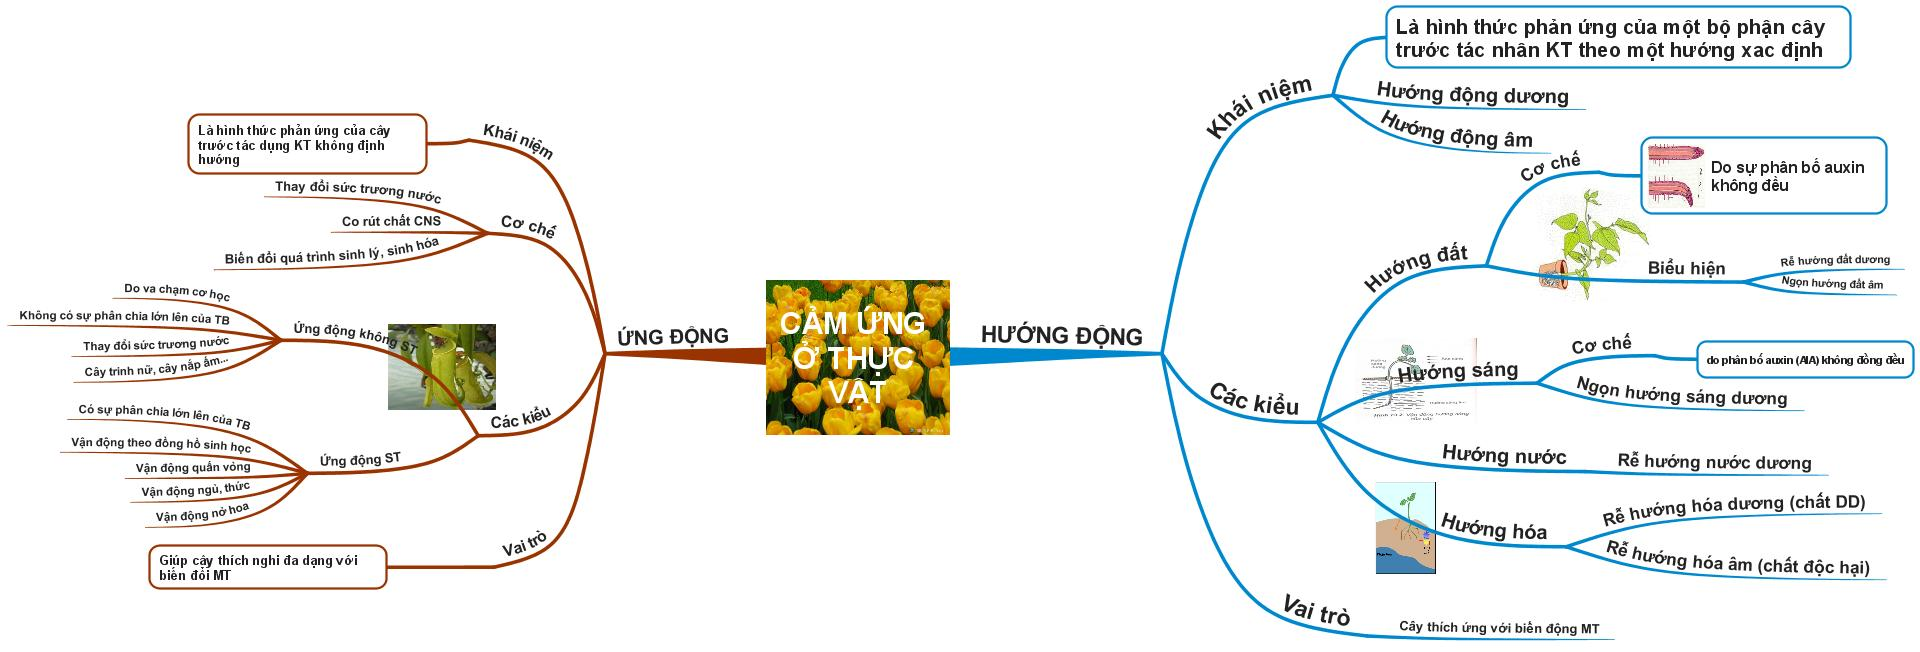 CẢM ỨNG
Ở THỰC
VẬT
HƯỚNG ĐỘNG
Khái niệm
Là hình thức phản ứng của một bộ phận cây
trước tác nhân KT theo một hướng xac định
Hướng động dương
Hướng động âm
Các kiểu
Hướng đất
Cơ chế
Do sự phân bố auxin
không đều
Biểu hiện
Rễ hướng đất dương
Ngọn hướng đất âm
Hướng sáng
Cơ chế
do phân bố auxin (AIA) không đồng đều
Ngọn hướng sáng dương
Hướng nước
Rễ hướng nước dương
Hướng hóa
Rễ hướng hóa dương (chất DD)
Rễ hướng hóa âm (chất độc hại)
Vai trò
Cây thích ứng với biến động MT
ỨNG ĐỘNG
Khái niệm
Là hình thức phản ứng của cây
trước tác dụng KT không định
hướng
Cơ chế
Thay đổi sức trương nước
Co rút chất CNS
Biến đổi quá trình sinh lý, sinh hóa
Các kiểu
Ứng động không ST
Do va chạm cơ học
Không có sự phân chia lớn lên của TB
Thay đổi sức trương nước
Cây trinh nữ, cây nắp ấm...
Ứng động ST
Có sự phân chia lớn lên của TB
Vận động theo đồng hồ sinh học
Vận động quấn vòng
Vận động ngủ, thức
Vận động nở hoa
Vai trò
Giúp cây thích nghi đa dạng với
biến đổi MT